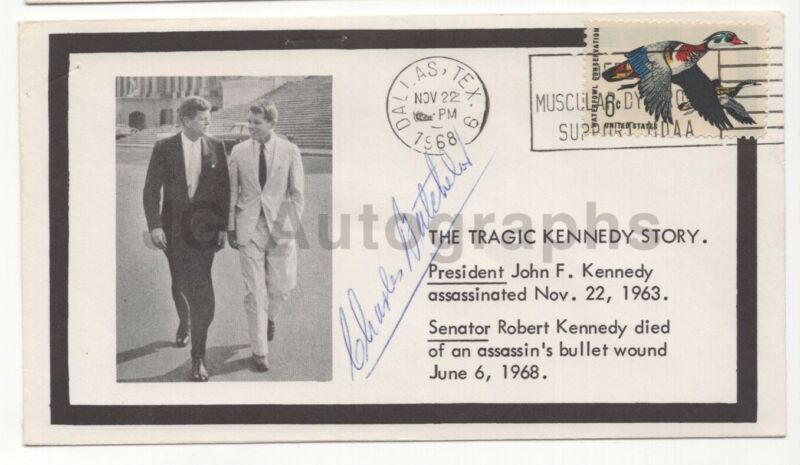 DALLAS, TEX.
NOV 22
PM
1968
WATERFOWL CONSERVATION
6¢
UNITED STATES
MUSCULAR DY
SUPPORT MDAA
Charles Batchelor
JG Autographs
THE TRAGIC KENNEDY STORY.
President John F. Kennedy
assassinated Nov. 22, 1963.
Senator Robert Kennedy died
of an assassin's bullet wound
June 6, 1968.